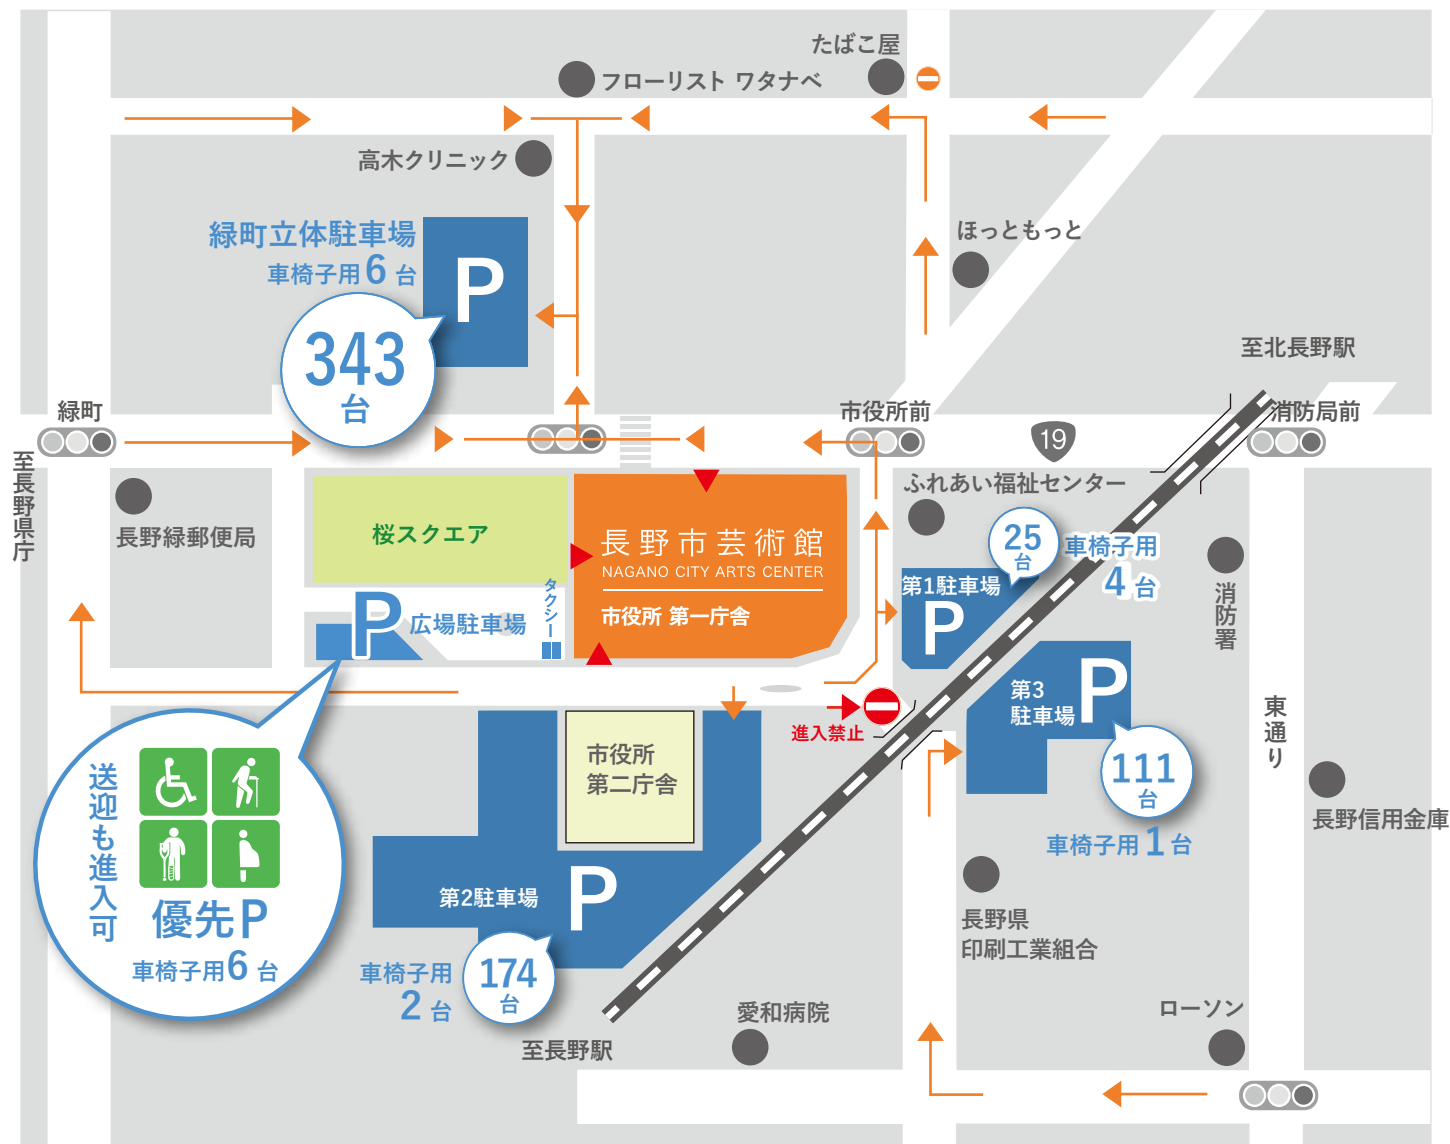 たばこ屋
フローリスト ワタナベ
高木クリニック
緑町立体駐車場
車椅子用6 台
P
343
台
ほっともっと
至北長野駅
緑町
市役所前
消防局前
19
至長野県庁
長野緑郵便局
桜スクエア
長野市芸術館
NAGANO CITY ARTS CENTER
市役所 第一庁舎
ふれあい福祉センター
25
台
車椅子用
4 台
第1駐車場
P
消防署
タクシー
P
広場駐車場
第3
駐車場
P
111
台
車椅子用 1 台
進入禁止
東通り
長野信用金庫
市役所
第二庁舎
送迎も進入可
優先P
車椅子用6 台
第2駐車場
P
174
台
車椅子用
2 台
長野県
印刷工業組合
愛和病院
ローソン
至長野駅